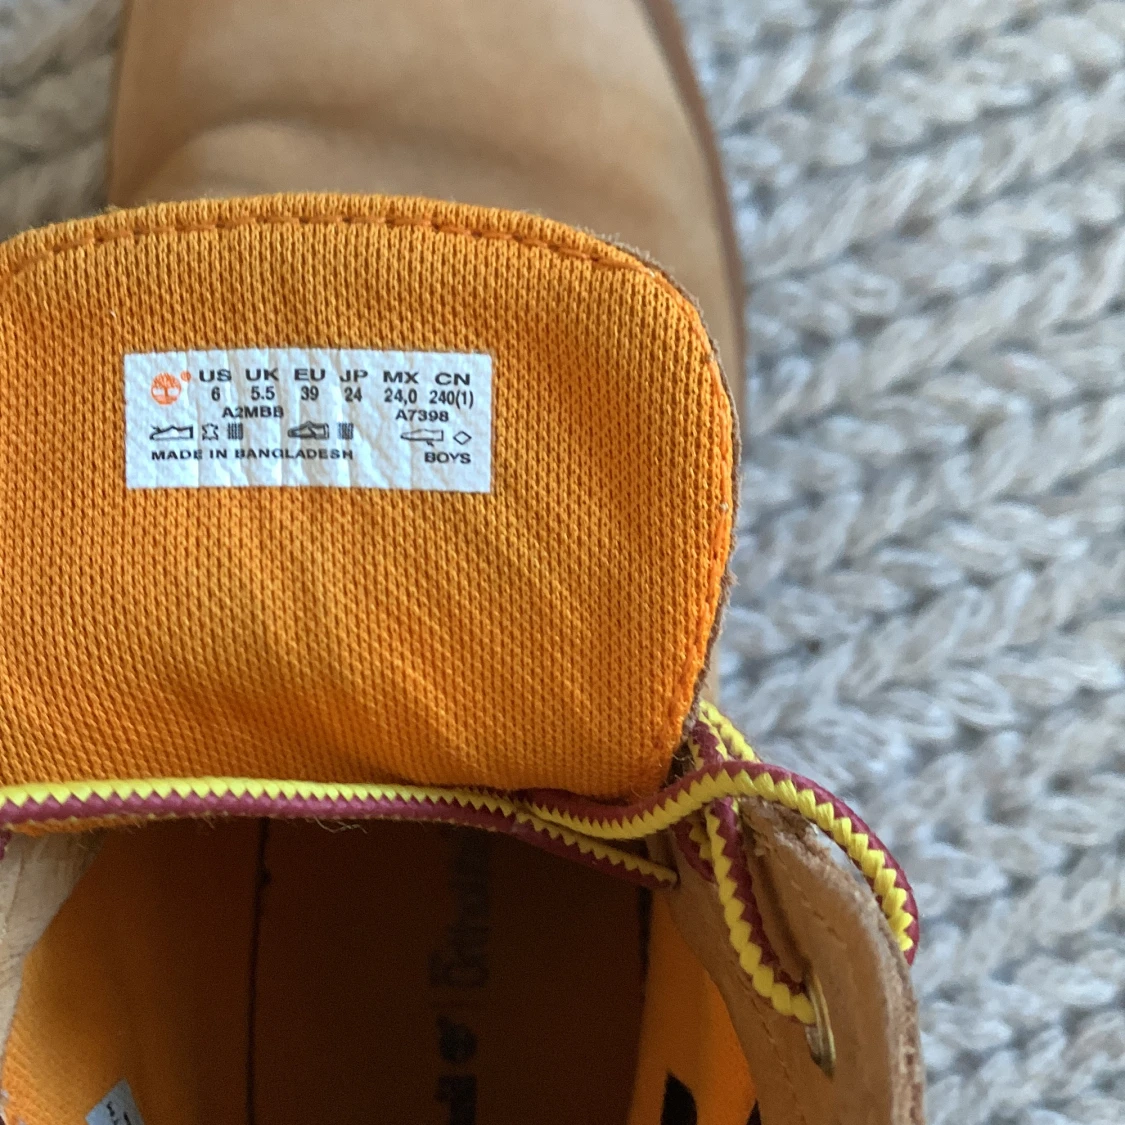 ® US UK EU JP MX CN
6 5.5 39 24 24,0 240(1)
A2MBB A7398
MADE IN BANGLADESH BOYS